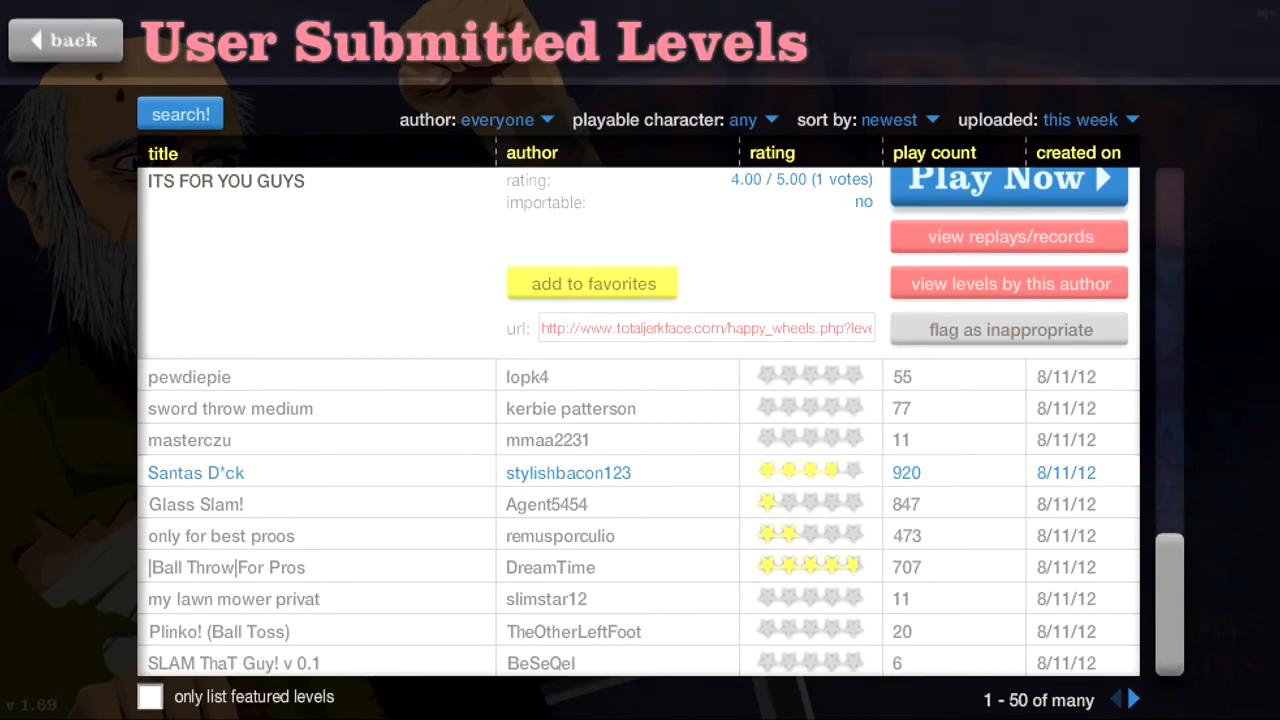 back
User Submitted Levels
search!
author: everyone playable character: any sort by: newest uploaded: this week
title author rating play count created on
ITS FOR YOU GUYS
rating: 4.00 / 5.00 (1 votes)
importable: no
Play Now
view replays/records
add to favorites
view levels by this author
url: http://www.totaljerkface.com/happy_wheels.php?leve
flag as inappropriate
pewdiepie lopk4 55 8/11/12
sword throw medium kerbie patterson 77 8/11/12
masterczu mmaa2231 11 8/11/12
Santas D*ck stylishbacon123 920 8/11/12
Glass Slam! Agent5454 847 8/11/12
only for best proos remusporculio 473 8/11/12
|Ball Throw|For Pros DreamTime 707 8/11/12
my lawn mower privat slimstar12 11 8/11/12
Plinko! (Ball Toss) TheOtherLeftFoot 20 8/11/12
SLAM ThaT Guy! v 0.1 BeSeQel 6 8/11/12
only list featured levels
1 - 50 of many
v 1.69